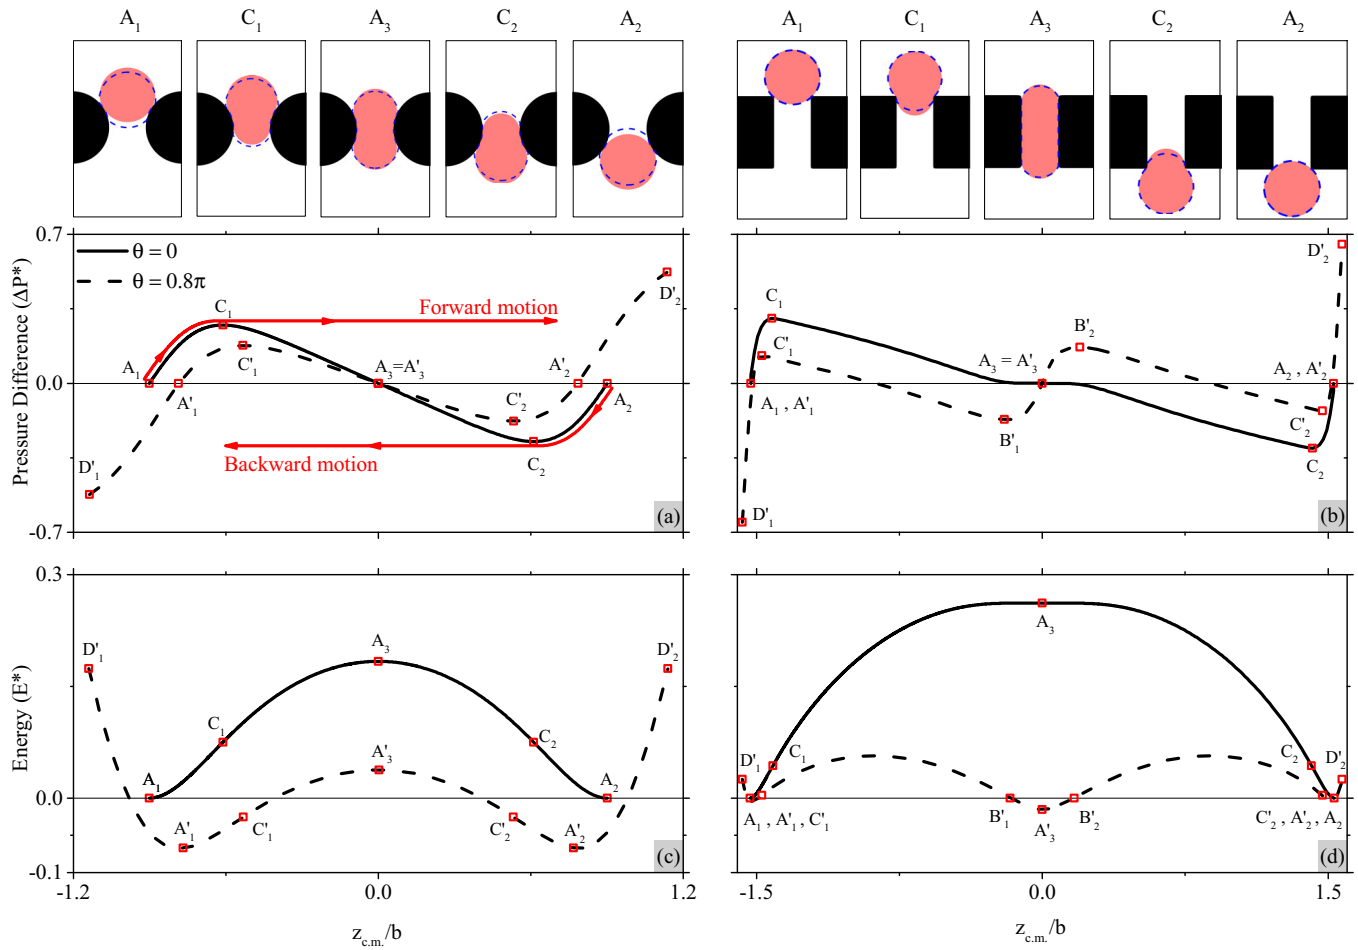 A₁ C₁ A₃ C₂ A₂
A₁ C₁ A₃ C₂ A₂
0.7
0.0
-0.7
Pressure Difference (ΔP*)
θ = 0
θ = 0.8π
Forward motion
Backward motion
C₁
A₁
A'₁
C'₁
D'₁
A₃=A'₃
C'₂
C₂
A'₂
A₂
D'₂
(a)
C₁
C'₁
A₁ , A'₁
D'₁
B'₁
A₃ = A'₃
B'₂
A₂ , A'₂
C'₂
C₂
D'₂
(b)
0.3
0.0
-0.1
Energy (E*)
D'₁
A₁
A'₁
C₁
C'₁
A₃
A'₃
C₂
C'₂
A'₂
A₂
D'₂
(c)
-1.2 0.0 1.2
z_c.m./b
D'₁
C₁
A₁ , A'₁ , C'₁
A₃
B'₁
A'₃
B'₂
C₂
D'₂
C'₂ , A'₂ , A₂
(d)
-1.5 0.0 1.5
z_c.m./b